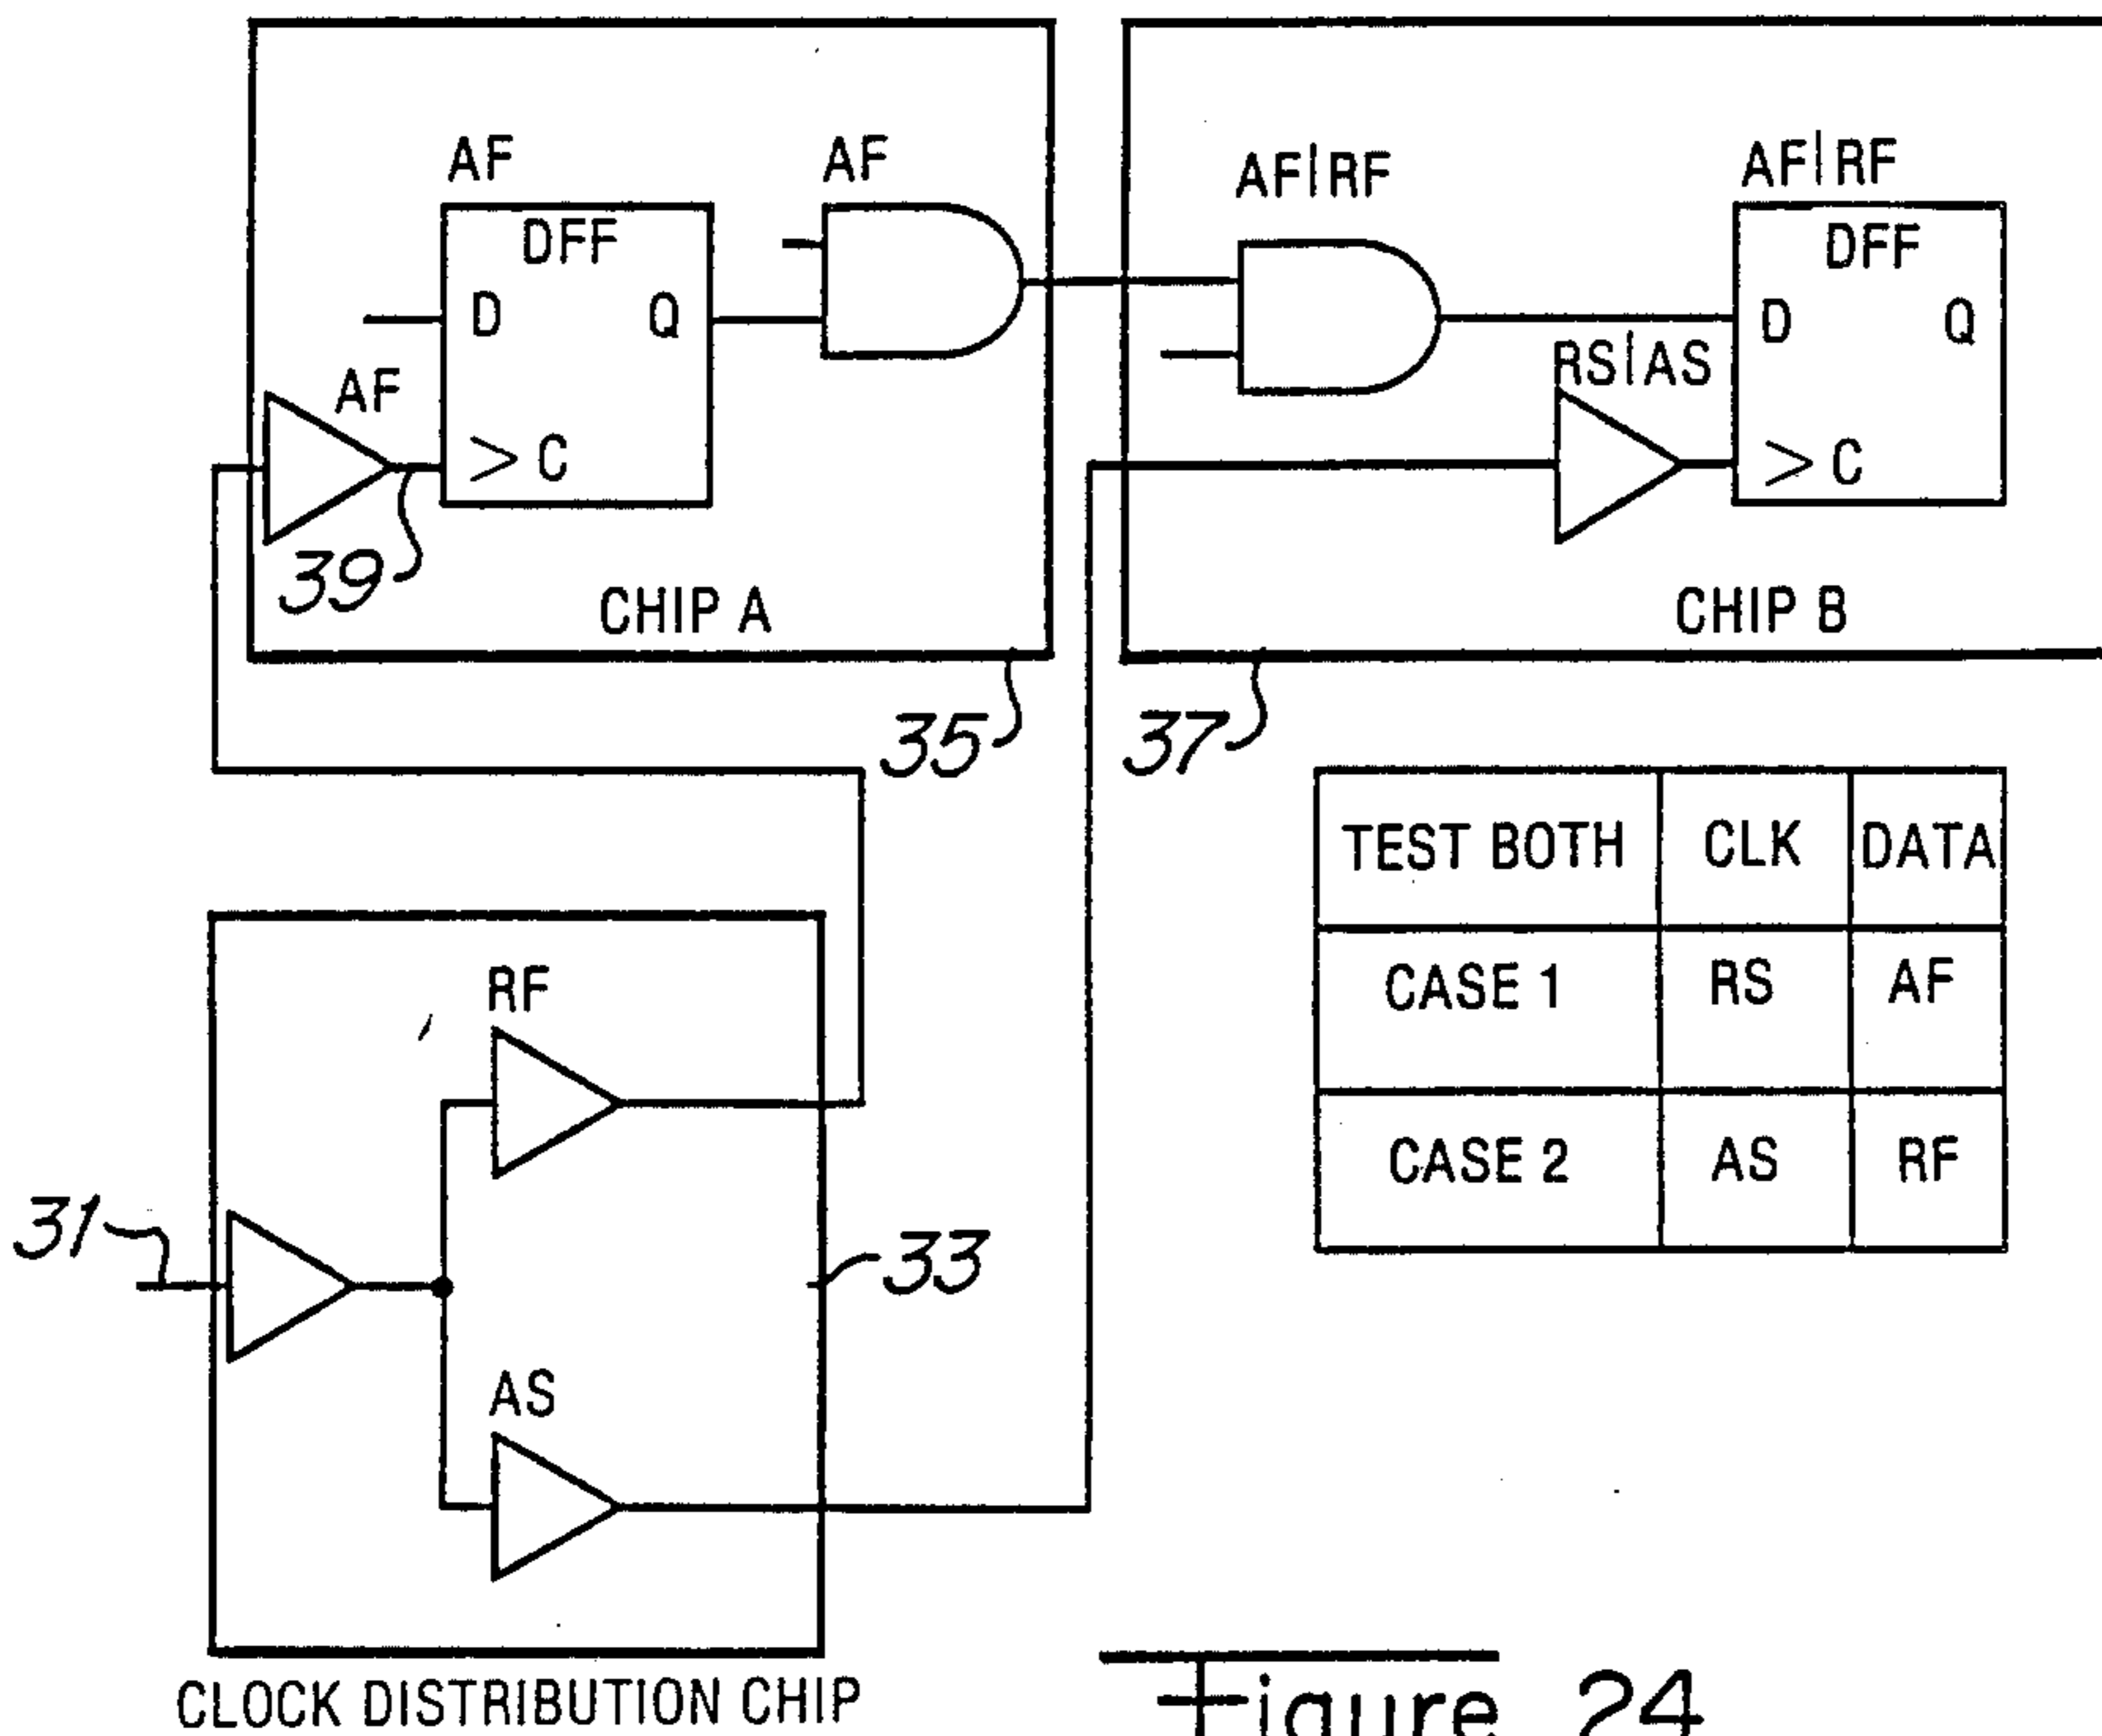 AF
AF
DFF
D
Q
AF
> C
39
CHIP A
35
AF|RF
AF|RF
DFF
D
Q
RS|AS
> C
CHIP B
37
TEST BOTH CLK DATA
CASE 1 RS AF
CASE 2 AS RF
RF
31
33
AS
CLOCK DISTRIBUTION CHIP
Figure 24